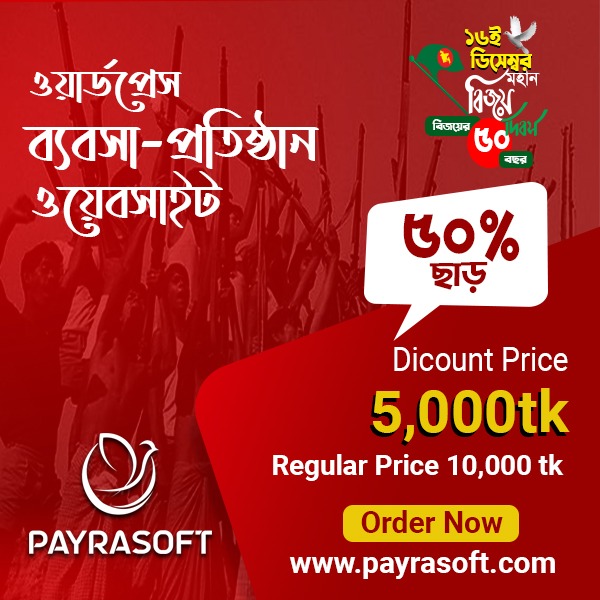 ওয়ার্ডপ্রেস
ব্যবসা-প্রতিষ্ঠান
ওয়েবসাইট
১৬ই
ডিসেম্বর
মহান
বিজয়
দিবস
বিজয়ের ৫০ বছর
৫০%
ছাড়
Dicount Price
5,000tk
Regular Price 10,000 tk
PAYRASOFT
Order Now
www.payrasoft.com